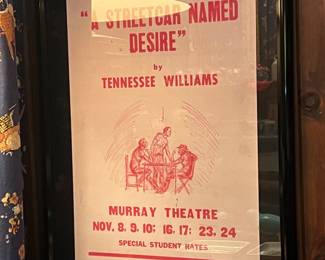 "A STREETCAR NAMED
DESIRE"
by
TENNESSEE WILLIAMS
MURRAY THEATRE
NOV. 8. 9. 10: 16. 17: 23. 24
SPECIAL STUDENT RATES